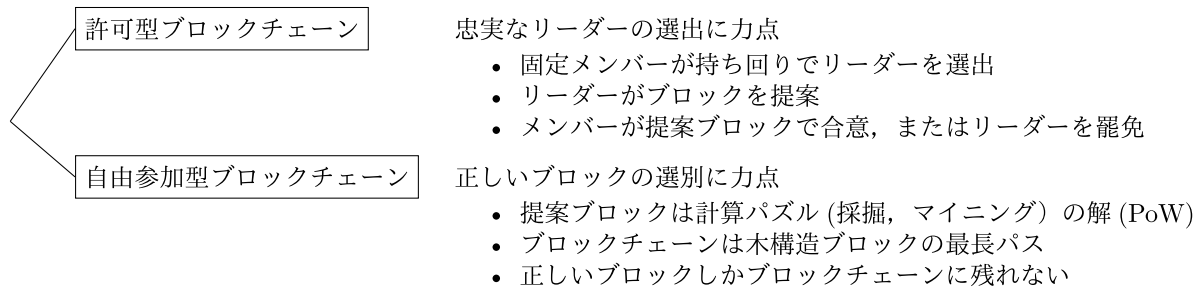 許可型ブロックチェーン
忠実なリーダーの選出に力点
• 固定メンバーが持ち回りでリーダーを選出
• リーダーがブロックを提案
• メンバーが提案ブロックで合意，またはリーダーを罷免
自由参加型ブロックチェーン
正しいブロックの選別に力点
• 提案ブロックは計算パズル (採掘，マイニング）の解 (PoW)
• ブロックチェーンは木構造ブロックの最長パス
• 正しいブロックしかブロックチェーンに残れない